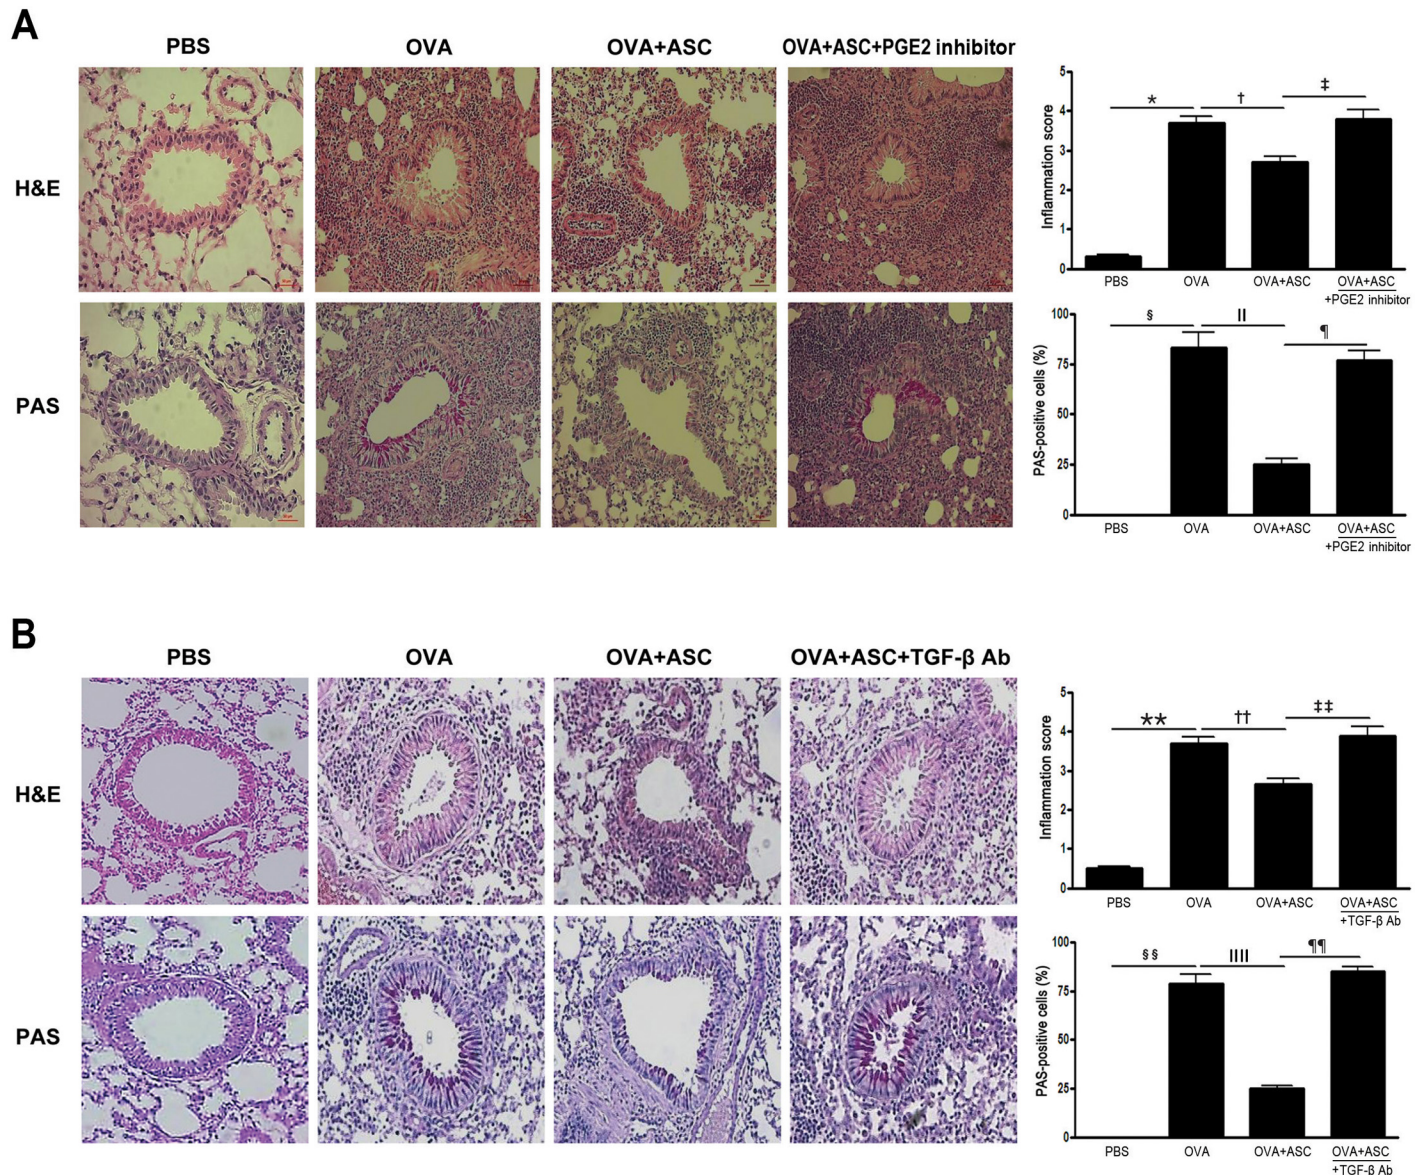 A
PBS
OVA
OVA+ASC
OVA+ASC+PGE2 inhibitor
H&E
PAS
Inflammation score
5
4
3
2
1
0
*
†
‡
PBS
OVA
OVA+ASC
OVA+ASC
+PGE2 inhibitor
PAS-positive cells (%)
100
75
50
25
0
§
||
¶
PBS
OVA
OVA+ASC
OVA+ASC
+PGE2 inhibitor
B
PBS
OVA
OVA+ASC
OVA+ASC+TGF-β Ab
H&E
PAS
Inflammation score
5
4
3
2
1
0
**
††
‡‡
PBS
OVA
OVA+ASC
OVA+ASC
+TGF-β Ab
PAS-positive cells (%)
100
75
50
25
0
§§
||||
¶¶
PBS
OVA
OVA+ASC
OVA+ASC
+TGF-β Ab